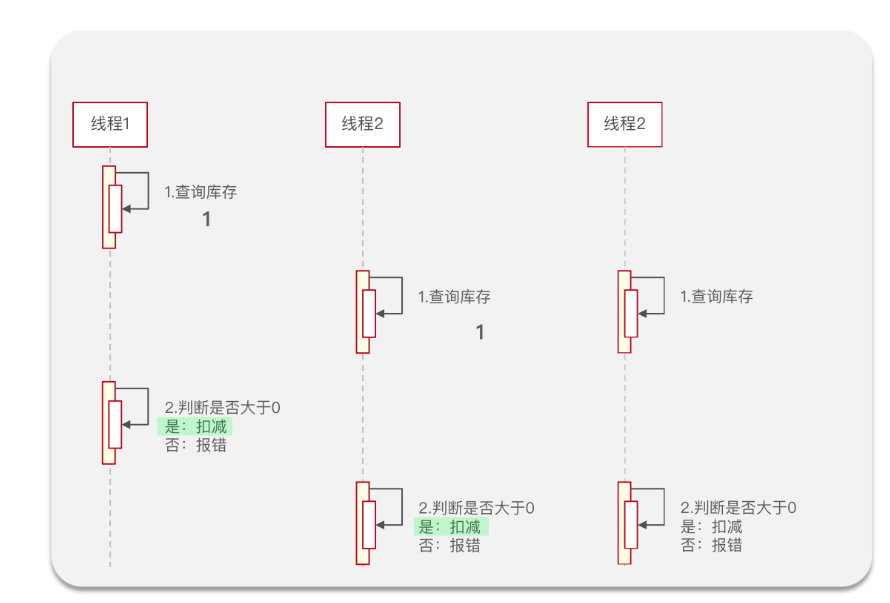 线程1
线程2
线程2
1.查询库存
1
1.查询库存
1
1.查询库存
2.判断是否大于0
是：扣减
否：报错
2.判断是否大于0
是：扣减
否：报错
2.判断是否大于0
是：扣减
否：报错